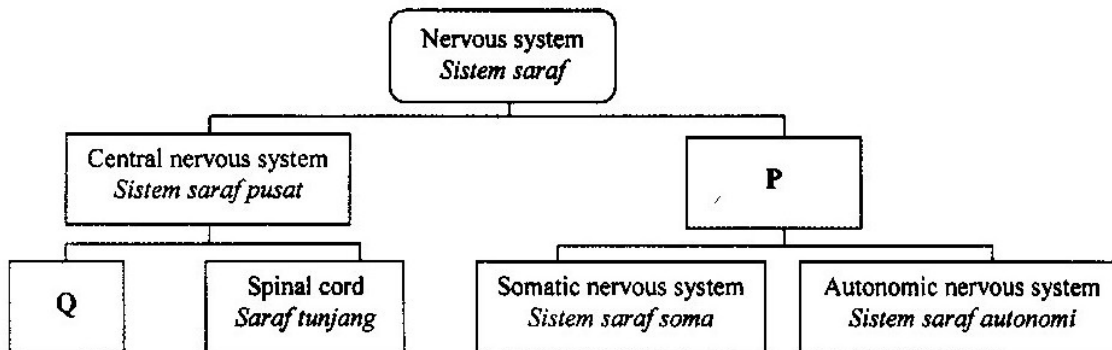 Nervous system
Sistem saraf
Central nervous system
Sistem saraf pusat
P
Q
Spinal cord
Saraf tunjang
Somatic nervous system
Sistem saraf soma
Autonomic nervous system
Sistem saraf autonomi